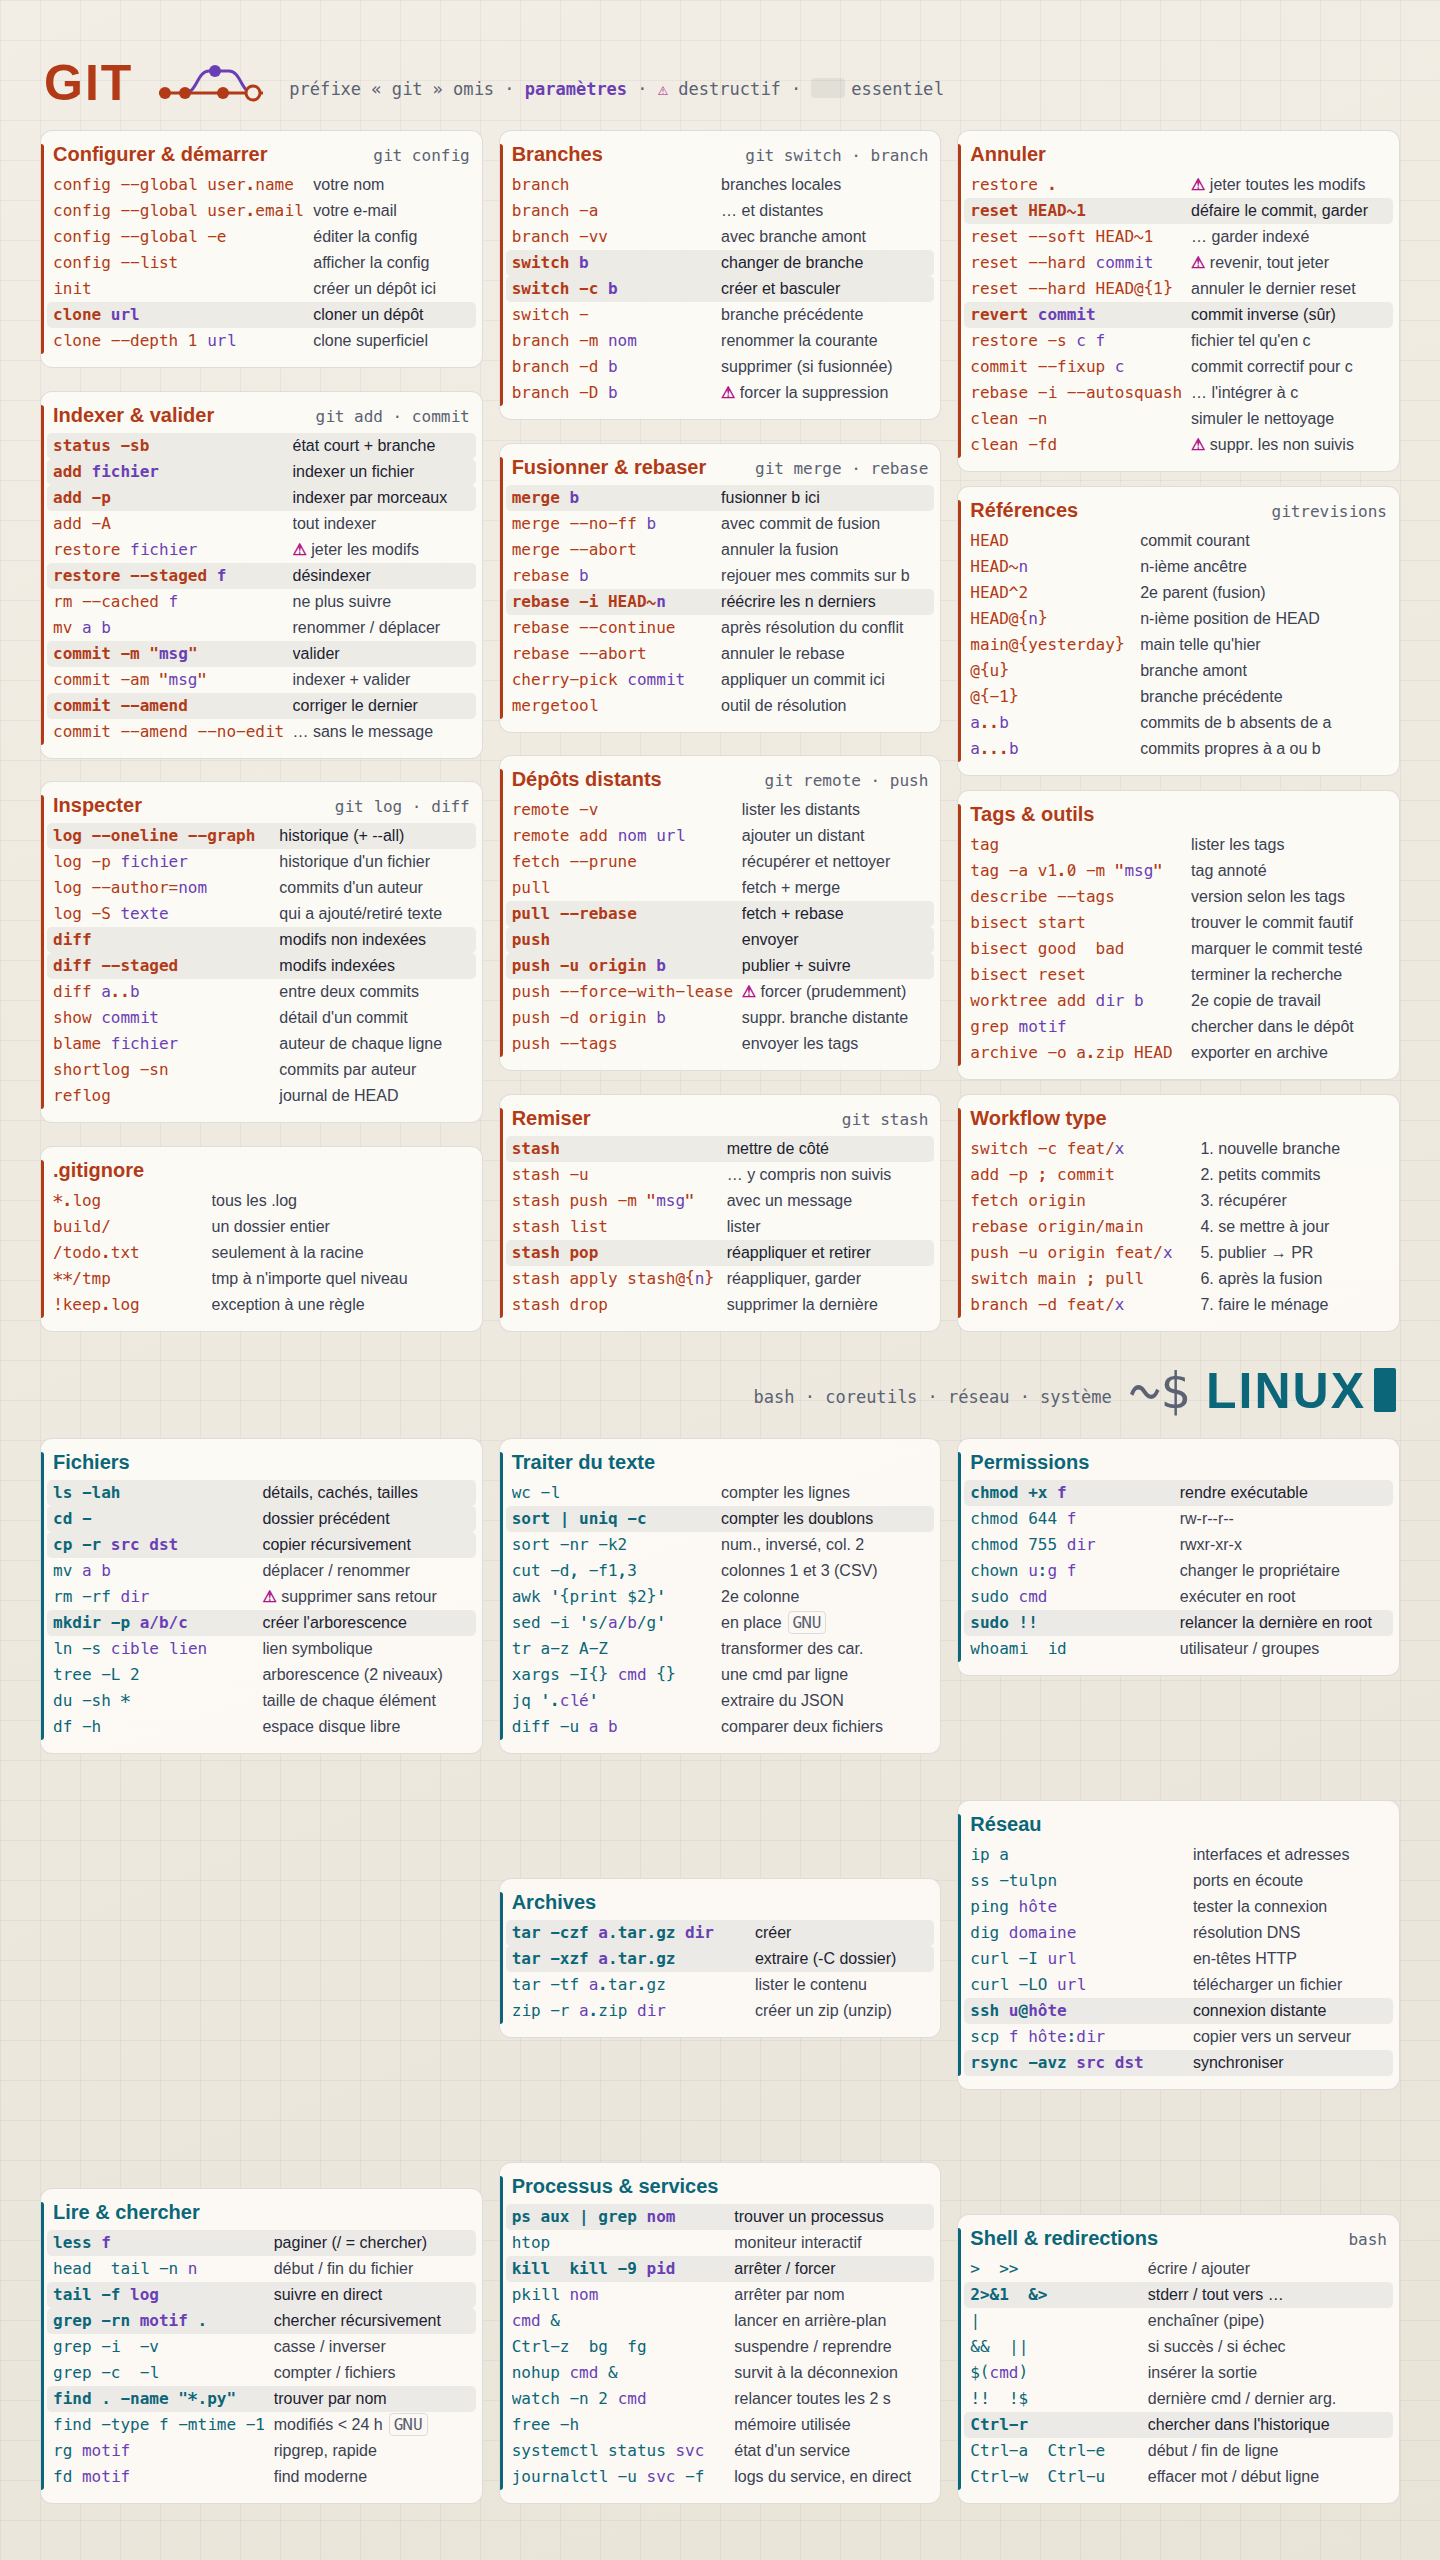 GIT
préfixe « git » omis · paramètres · ⚠ destructif · essentiel
Configurer & démarrer git config
config --global user.name votre nom
config --global user.email votre e-mail
config --global -e éditer la config
config --list afficher la config
init créer un dépôt ici
clone url cloner un dépôt
clone --depth 1 url clone superficiel
Indexer & valider git add · commit
status -sb état court + branche
add fichier indexer un fichier
add -p indexer par morceaux
add -A tout indexer
restore fichier ⚠ jeter les modifs
restore --staged f désindexer
rm --cached f ne plus suivre
mv a b renommer / déplacer
commit -m "msg" valider
commit -am "msg" indexer + valider
commit --amend corriger le dernier
commit --amend --no-edit … sans le message
Inspecter git log · diff
log --oneline --graph historique (+ --all)
log -p fichier historique d'un fichier
log --author=nom commits d'un auteur
log -S texte qui a ajouté/retiré texte
diff modifs non indexées
diff --staged modifs indexées
diff a..b entre deux commits
show commit détail d'un commit
blame fichier auteur de chaque ligne
shortlog -sn commits par auteur
reflog journal de HEAD
.gitignore
*.log tous les .log
build/ un dossier entier
/todo.txt seulement à la racine
**/tmp tmp à n'importe quel niveau
!keep.log exception à une règle
Branches git switch · branch
branch branches locales
branch -a … et distantes
branch -vv avec branche amont
switch b changer de branche
switch -c b créer et basculer
switch - branche précédente
branch -m nom renommer la courante
branch -d b supprimer (si fusionnée)
branch -D b ⚠ forcer la suppression
Fusionner & rebaser git merge · rebase
merge b fusionner b ici
merge --no-ff b avec commit de fusion
merge --abort annuler la fusion
rebase b rejouer mes commits sur b
rebase -i HEAD~n réécrire les n derniers
rebase --continue après résolution du conflit
rebase --abort annuler le rebase
cherry-pick commit appliquer un commit ici
mergetool outil de résolution
Dépôts distants git remote · push
remote -v lister les distants
remote add nom url ajouter un distant
fetch --prune récupérer et nettoyer
pull fetch + merge
pull --rebase fetch + rebase
push envoyer
push -u origin b publier + suivre
push --force-with-lease ⚠ forcer (prudemment)
push -d origin b suppr. branche distante
push --tags envoyer les tags
Remiser git stash
stash mettre de côté
stash -u … y compris non suivis
stash push -m "msg" avec un message
stash list lister
stash pop réappliquer et retirer
stash apply stash@{n} réappliquer, garder
stash drop supprimer la dernière
Annuler
restore . ⚠ jeter toutes les modifs
reset HEAD~1 défaire le commit, garder
reset --soft HEAD~1 … garder indexé
reset --hard commit ⚠ revenir, tout jeter
reset --hard HEAD@{1} annuler le dernier reset
revert commit commit inverse (sûr)
restore -s c f fichier tel qu'en c
commit --fixup c commit correctif pour c
rebase -i --autosquash … l'intégrer à c
clean -n simuler le nettoyage
clean -fd ⚠ suppr. les non suivis
Références gitrevisions
HEAD commit courant
HEAD~n n-ième ancêtre
HEAD^2 2e parent (fusion)
HEAD@{n} n-ième position de HEAD
main@{yesterday} main telle qu'hier
@{u} branche amont
@{-1} branche précédente
a..b commits de b absents de a
a...b commits propres à a ou b
Tags & outils
tag lister les tags
tag -a v1.0 -m "msg" tag annoté
describe --tags version selon les tags
bisect start trouver le commit fautif
bisect good bad marquer le commit testé
bisect reset terminer la recherche
worktree add dir b 2e copie de travail
grep motif chercher dans le dépôt
archive -o a.zip HEAD exporter en archive
Workflow type
switch -c feat/x 1. nouvelle branche
add -p ; commit 2. petits commits
fetch origin 3. récupérer
rebase origin/main 4. se mettre à jour
push -u origin feat/x 5. publier → PR
switch main ; pull 6. après la fusion
branch -d feat/x 7. faire le ménage
bash · coreutils · réseau · système ~$ LINUX
Fichiers
ls -lah détails, cachés, tailles
cd - dossier précédent
cp -r src dst copier récursivement
mv a b déplacer / renommer
rm -rf dir ⚠ supprimer sans retour
mkdir -p a/b/c créer l'arborescence
ln -s cible lien lien symbolique
tree -L 2 arborescence (2 niveaux)
du -sh * taille de chaque élément
df -h espace disque libre
Lire & chercher
less f paginer (/ = chercher)
head tail -n n début / fin du fichier
tail -f log suivre en direct
grep -rn motif . chercher récursivement
grep -i -v casse / inverser
grep -c -l compter / fichiers
find . -name "*.py" trouver par nom
find -type f -mtime -1 modifiés < 24 h GNU
rg motif ripgrep, rapide
fd motif find moderne
Traiter du texte
wc -l compter les lignes
sort | uniq -c compter les doublons
sort -nr -k2 num., inversé, col. 2
cut -d, -f1,3 colonnes 1 et 3 (CSV)
awk '{print $2}' 2e colonne
sed -i 's/a/b/g' en place GNU
tr a-z A-Z transformer des car.
xargs -I{} cmd {} une cmd par ligne
jq '.clé' extraire du JSON
diff -u a b comparer deux fichiers
Archives
tar -czf a.tar.gz dir créer
tar -xzf a.tar.gz extraire (-C dossier)
tar -tf a.tar.gz lister le contenu
zip -r a.zip dir créer un zip (unzip)
Processus & services
ps aux | grep nom trouver un processus
htop moniteur interactif
kill kill -9 pid arrêter / forcer
pkill nom arrêter par nom
cmd & lancer en arrière-plan
Ctrl-z bg fg suspendre / reprendre
nohup cmd & survit à la déconnexion
watch -n 2 cmd relancer toutes les 2 s
free -h mémoire utilisée
systemctl status svc état d'un service
journalctl -u svc -f logs du service, en direct
Permissions
chmod +x f rendre exécutable
chmod 644 f rw-r--r--
chmod 755 dir rwxr-xr-x
chown u:g f changer le propriétaire
sudo cmd exécuter en root
sudo !! relancer la dernière en root
whoami id utilisateur / groupes
Réseau
ip a interfaces et adresses
ss -tulpn ports en écoute
ping hôte tester la connexion
dig domaine résolution DNS
curl -I url en-têtes HTTP
curl -LO url télécharger un fichier
ssh u@hôte connexion distante
scp f hôte:dir copier vers un serveur
rsync -avz src dst synchroniser
Shell & redirections bash
> >> écrire / ajouter
2>&1 &> stderr / tout vers …
| enchaîner (pipe)
&& || si succès / si échec
$(cmd) insérer la sortie
!! !$ dernière cmd / dernier arg.
Ctrl-r chercher dans l'historique
Ctrl-a Ctrl-e début / fin de ligne
Ctrl-w Ctrl-u effacer mot / début ligne